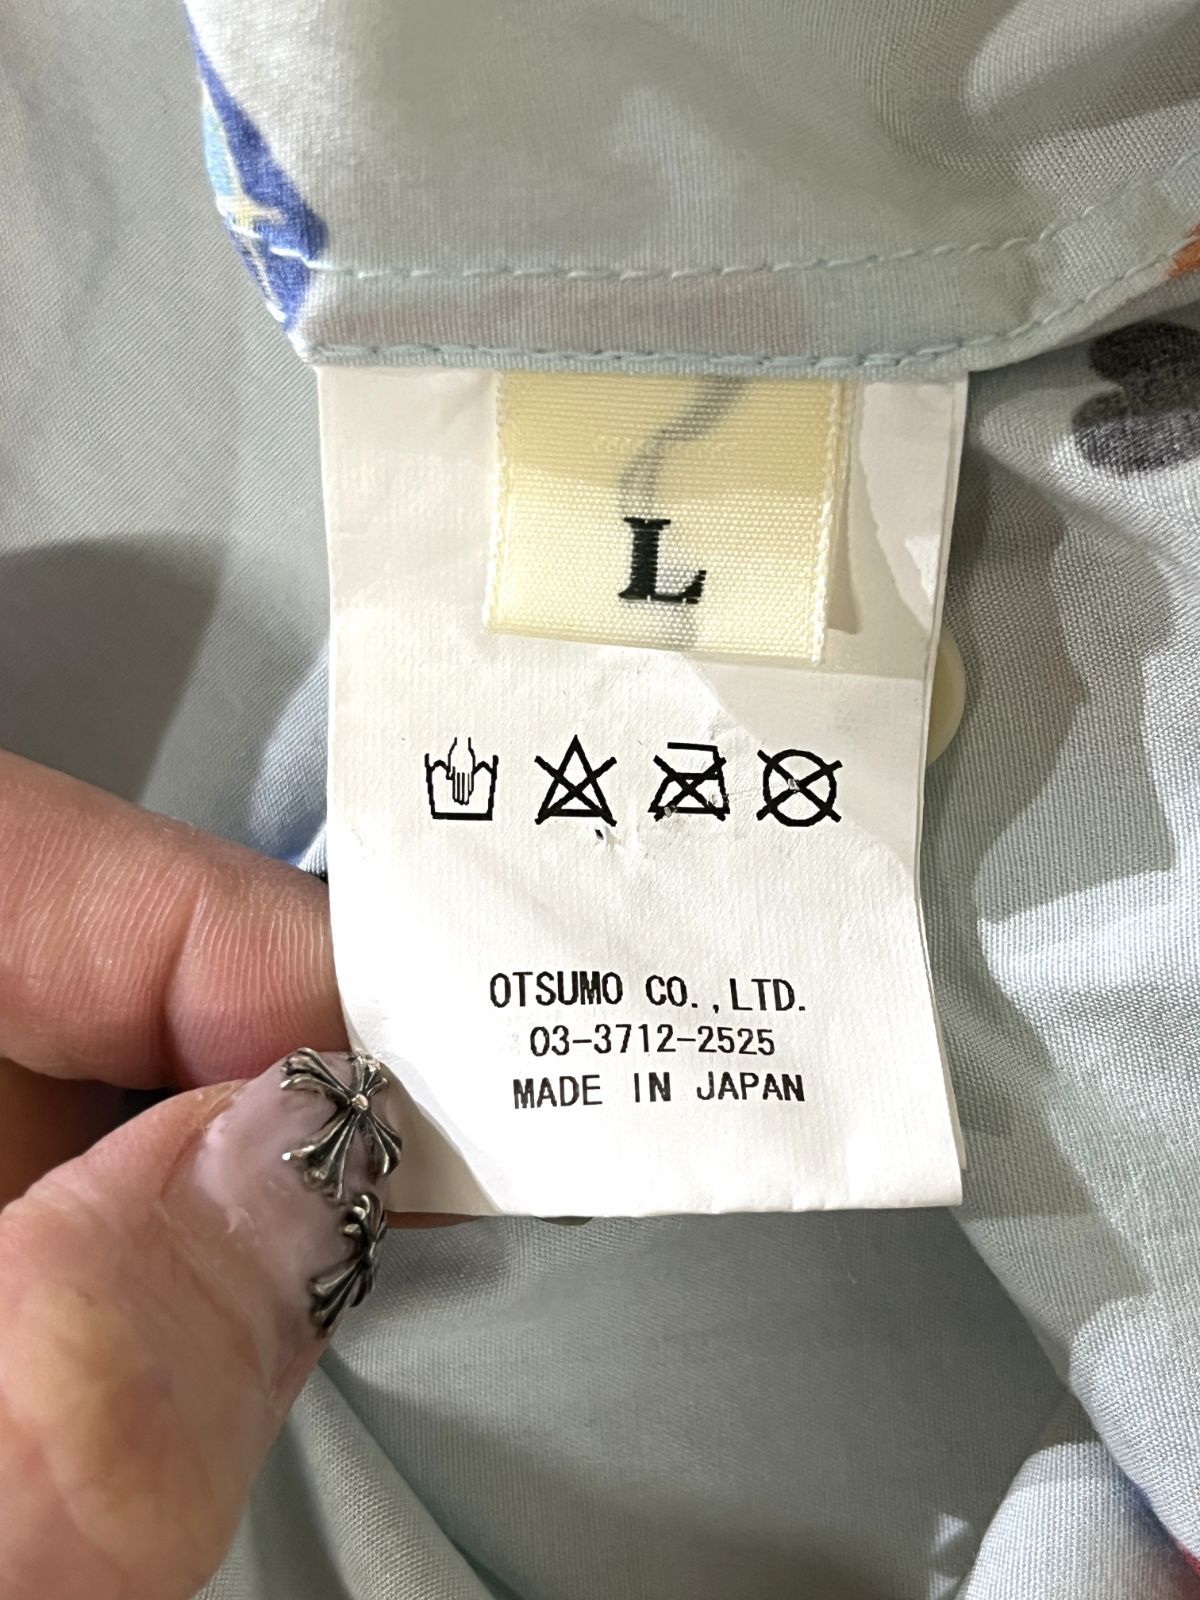 L
OTSUMO CO.,LTD.
03-3712-2525
MADE IN JAPAN